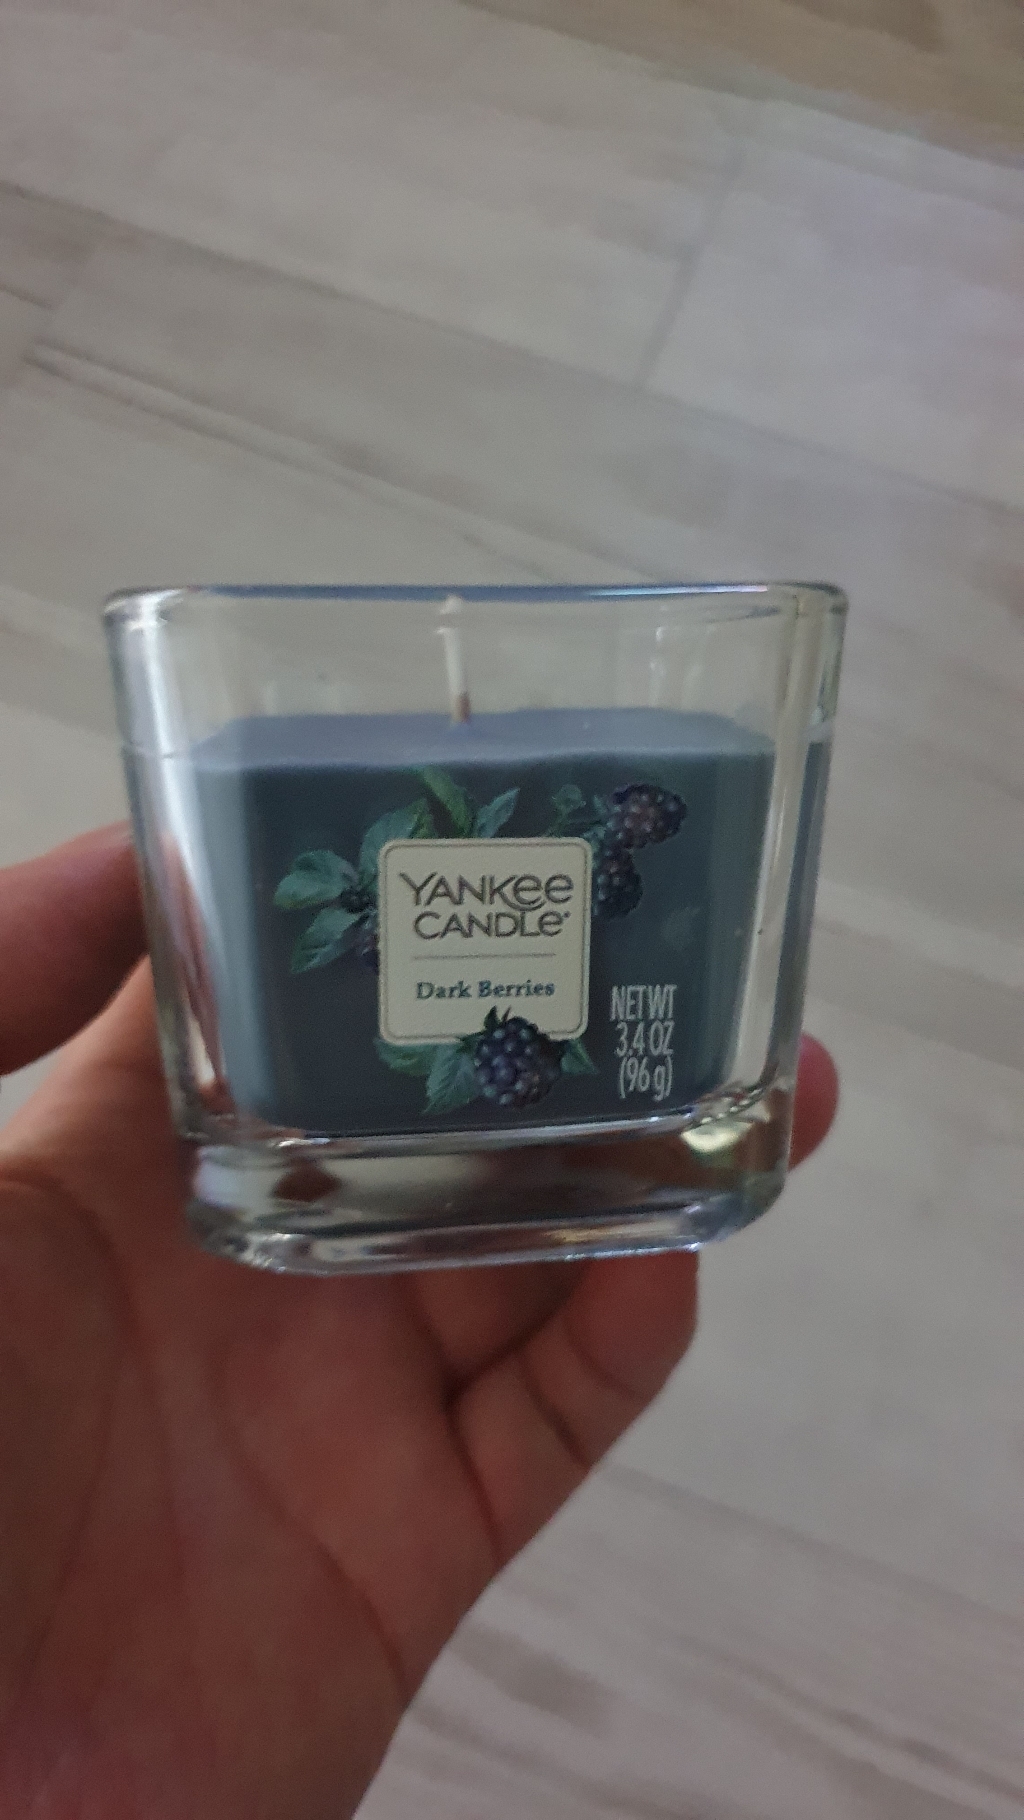 YANKEE
CANDLE
Dark Berries
NET WT
3.4 OZ
(96 g)